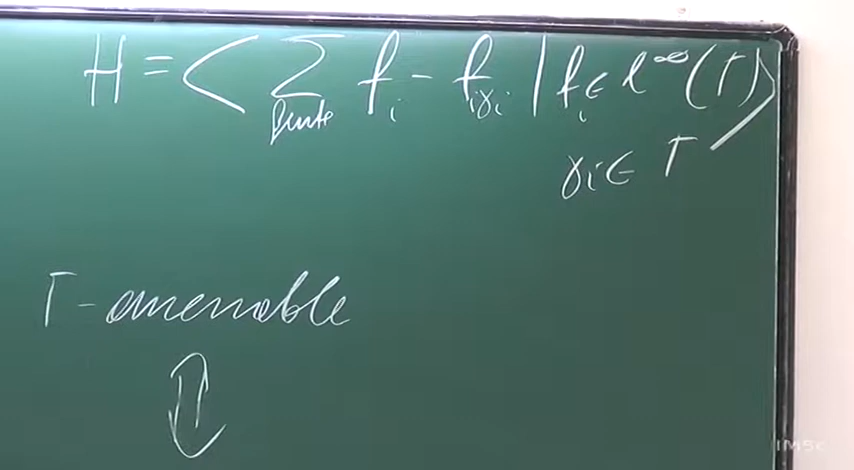 H = < ∑ f_i - f_{iγ_i} | f_i ∈ ℓ^∞(Γ) >
finite
γ_i ∈ Γ
Γ - amenable
⇕
IMSc